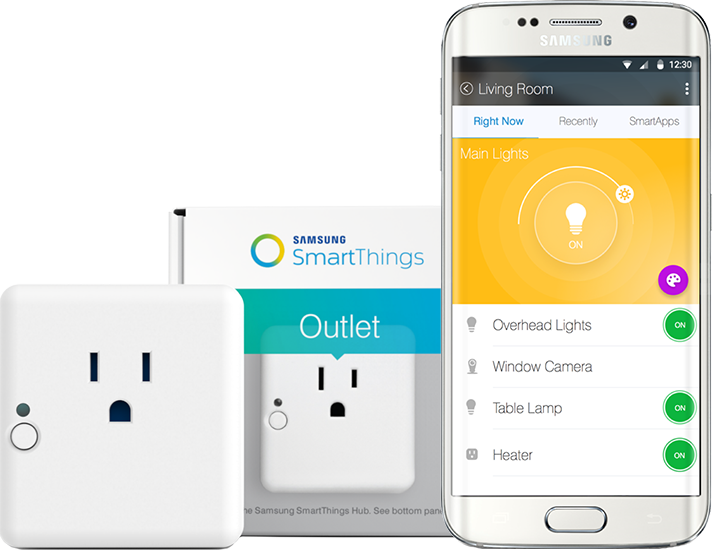 SAMSUNG
SmartThings
Outlet
he Samsung SmartThings Hub. See bottom pan
SAMSUNG
12:30
Living Room
Right Now
Recently
SmartApps
Main Lights
ON
Overhead Lights
ON
Window Camera
Table Lamp
ON
Heater
ON